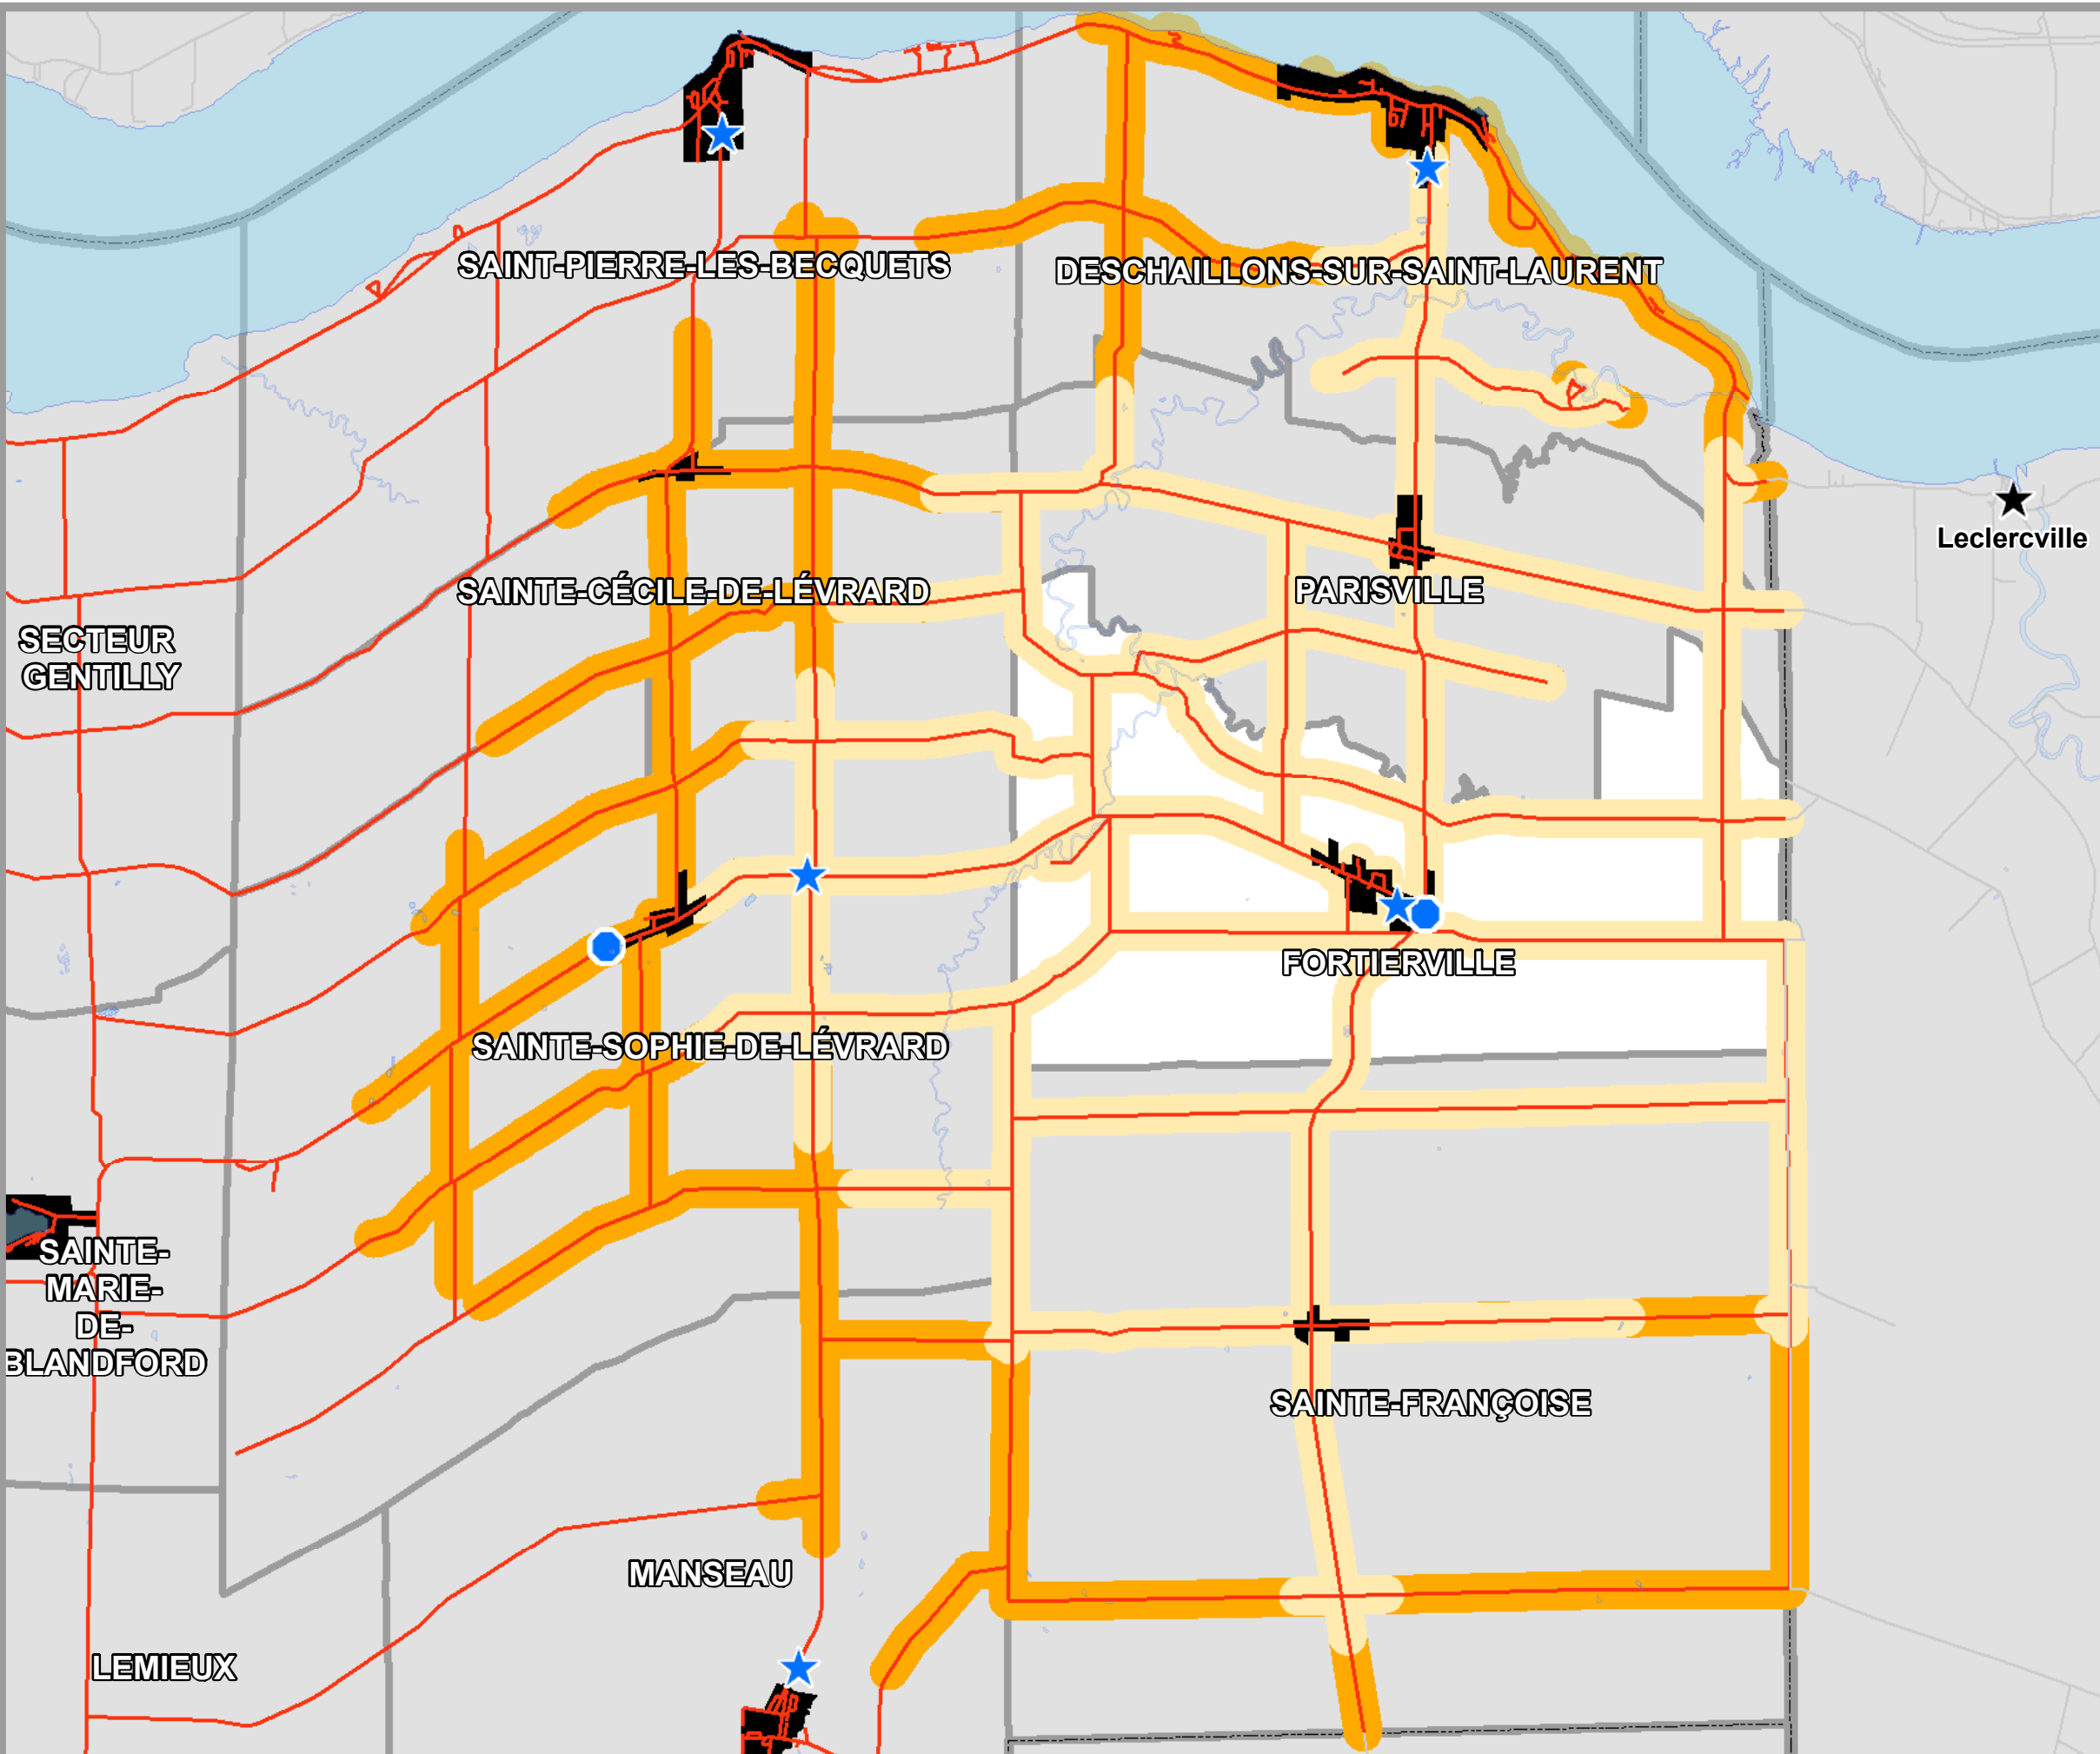 SAINT-PIERRE-LES-BECQUETS
DESCHAILLONS-SUR-SAINT-LAURENT
Leclercville
SAINTE-CÉCILE-DE-LÉVRARD
PARISVILLE
SECTEUR
GENTILLY
FORTIERVILLE
SAINTE-SOPHIE-DE-LÉVRARD
SAINTE-
MARIE-
DE-
BLANDFORD
SAINTE-FRANÇOISE
MANSEAU
LEMIEUX